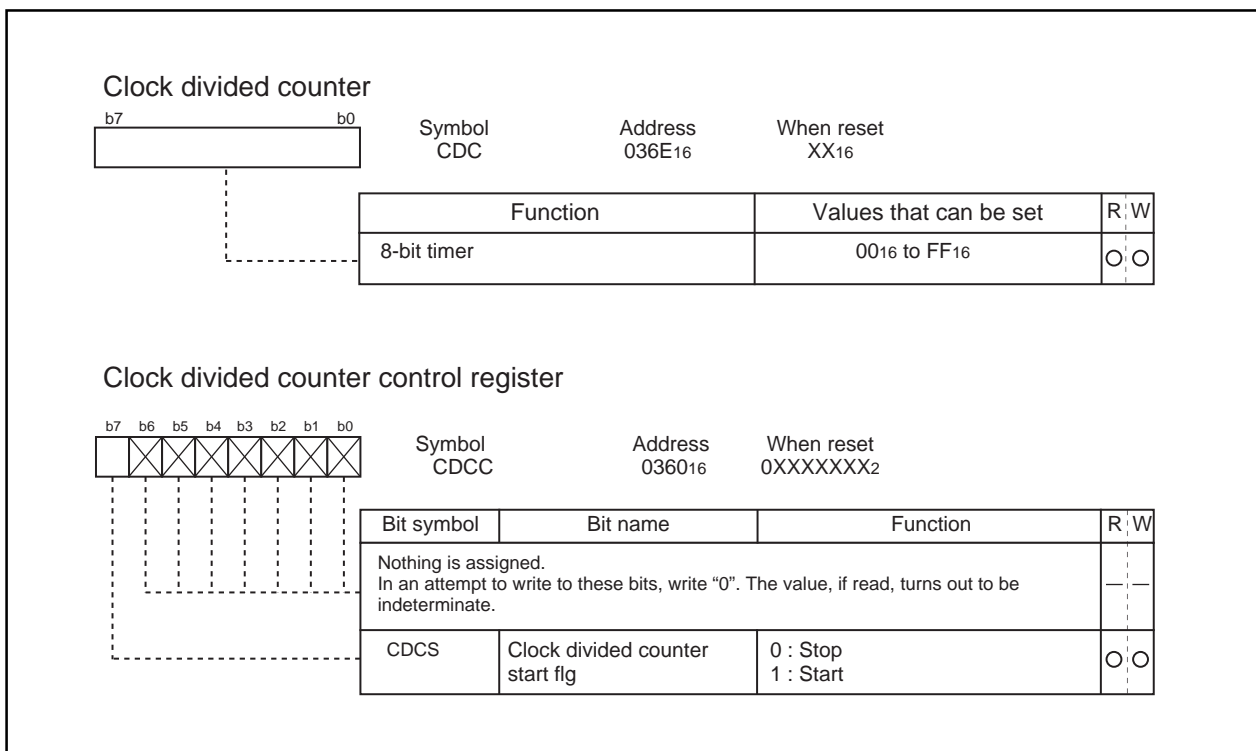 Clock divided counter
b7 b0
Symbol Address When reset
CDC 036E16 XX16
Function Values that can be set R W
8-bit timer 0016 to FF16
Clock divided counter control register
b7 b6 b5 b4 b3 b2 b1 b0
Symbol Address When reset
CDCC 036016 0XXXXXXX2
Bit symbol Bit name Function R W
Nothing is assigned.
In an attempt to write to these bits, write “0”. The value, if read, turns out to be
indeterminate.
— —
CDCS Clock divided counter 0 : Stop
start flg 1 : Start